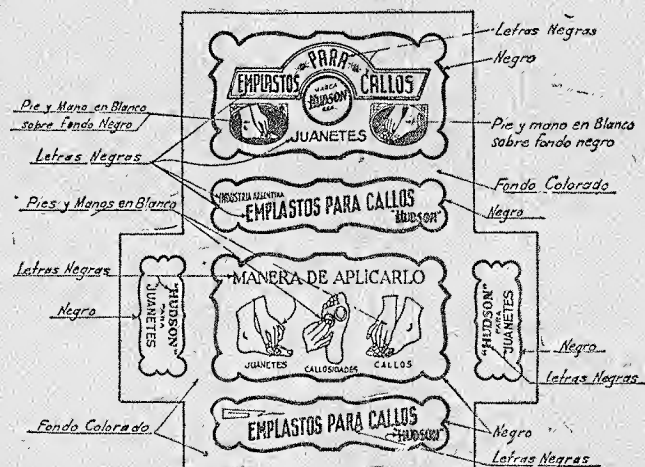 Letras Negras
Negro
PARA
EMPLASTOS CALLOS
MARCA
HUDSON
REG.
Pie y Mano en Blanco
sobre Fondo Negro
JUANETES
Pie y mano en Blanco
sobre fondo negro
Letras Negras
Fondo Colorado
INDUSTRIA ARGENTINA
EMPLASTOS PARA CALLOS
"HUDSON"
Negro
Pies y Manos en Blanco
Letras Negras
MANERA DE APLICARLO
"HUDSON"
PARA
JUANETES
"HUDSON"
PARA
JUANETES
Negro
JUANETES CALLOSIDADES CALLOS
Negro
Letras Negras
Fondo Colorado
EMPLASTOS PARA CALLOS
"HUDSON"
Negro
Letras Negras